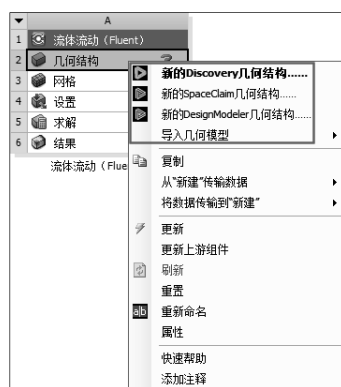 A
1 流体流动（Fluent）
2 几何结构 ?
3 网格
4 设置
5 求解
6 结果
流体流动（Flue
新的Discovery几何结构......
新的SpaceClaim几何结构......
新的DesignModeler几何结构......
导入几何模型
复制
从“新建”传输数据
将数据传输到“新建”
更新
更新上游组件
刷新
重置
a|b 重新命名
属性
快速帮助
添加注释